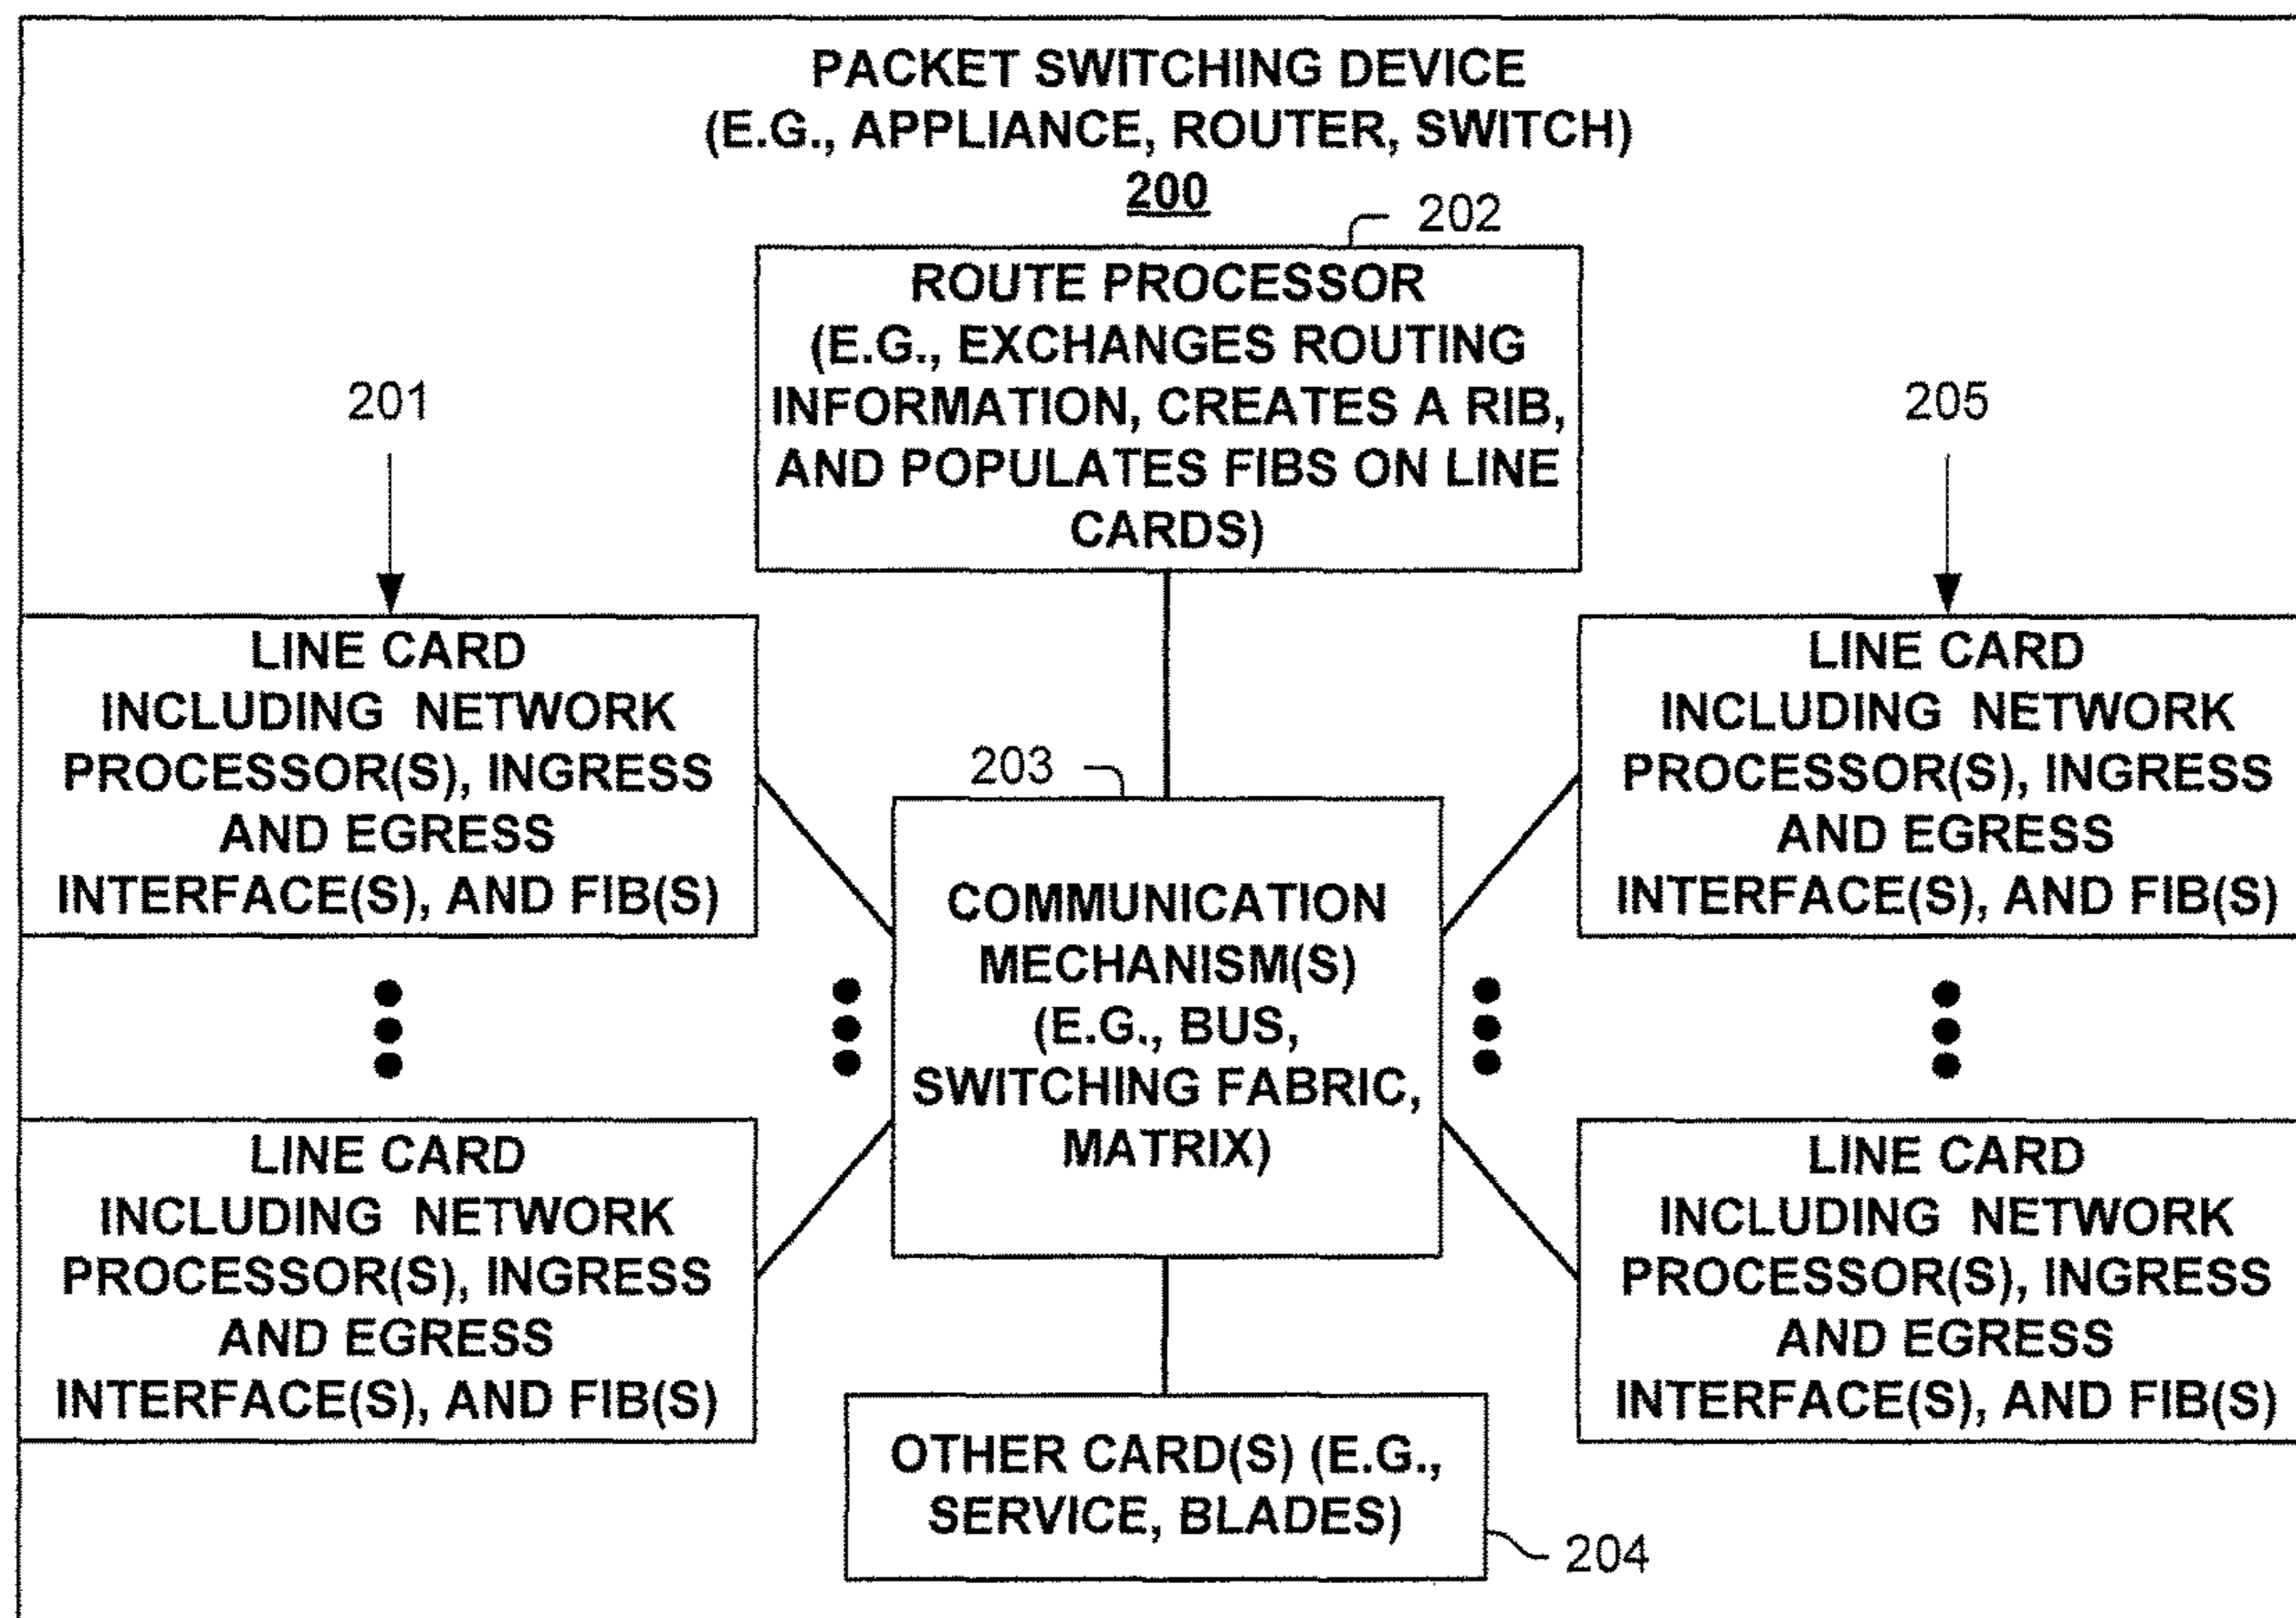 PACKET SWITCHING DEVICE
(E.G., APPLIANCE, ROUTER, SWITCH)
200
202
ROUTE PROCESSOR
(E.G., EXCHANGES ROUTING
INFORMATION, CREATES A RIB,
AND POPULATES FIBS ON LINE
CARDS)
201
LINE CARD
INCLUDING NETWORK
PROCESSOR(S), INGRESS
AND EGRESS
INTERFACE(S), AND FIB(S)
205
LINE CARD
INCLUDING NETWORK
PROCESSOR(S), INGRESS
AND EGRESS
INTERFACE(S), AND FIB(S)
203
COMMUNICATION
MECHANISM(S)
(E.G., BUS,
SWITCHING FABRIC,
MATRIX)
LINE CARD
INCLUDING NETWORK
PROCESSOR(S), INGRESS
AND EGRESS
INTERFACE(S), AND FIB(S)
LINE CARD
INCLUDING NETWORK
PROCESSOR(S), INGRESS
AND EGRESS
INTERFACE(S), AND FIB(S)
OTHER CARD(S) (E.G.,
SERVICE, BLADES)
204